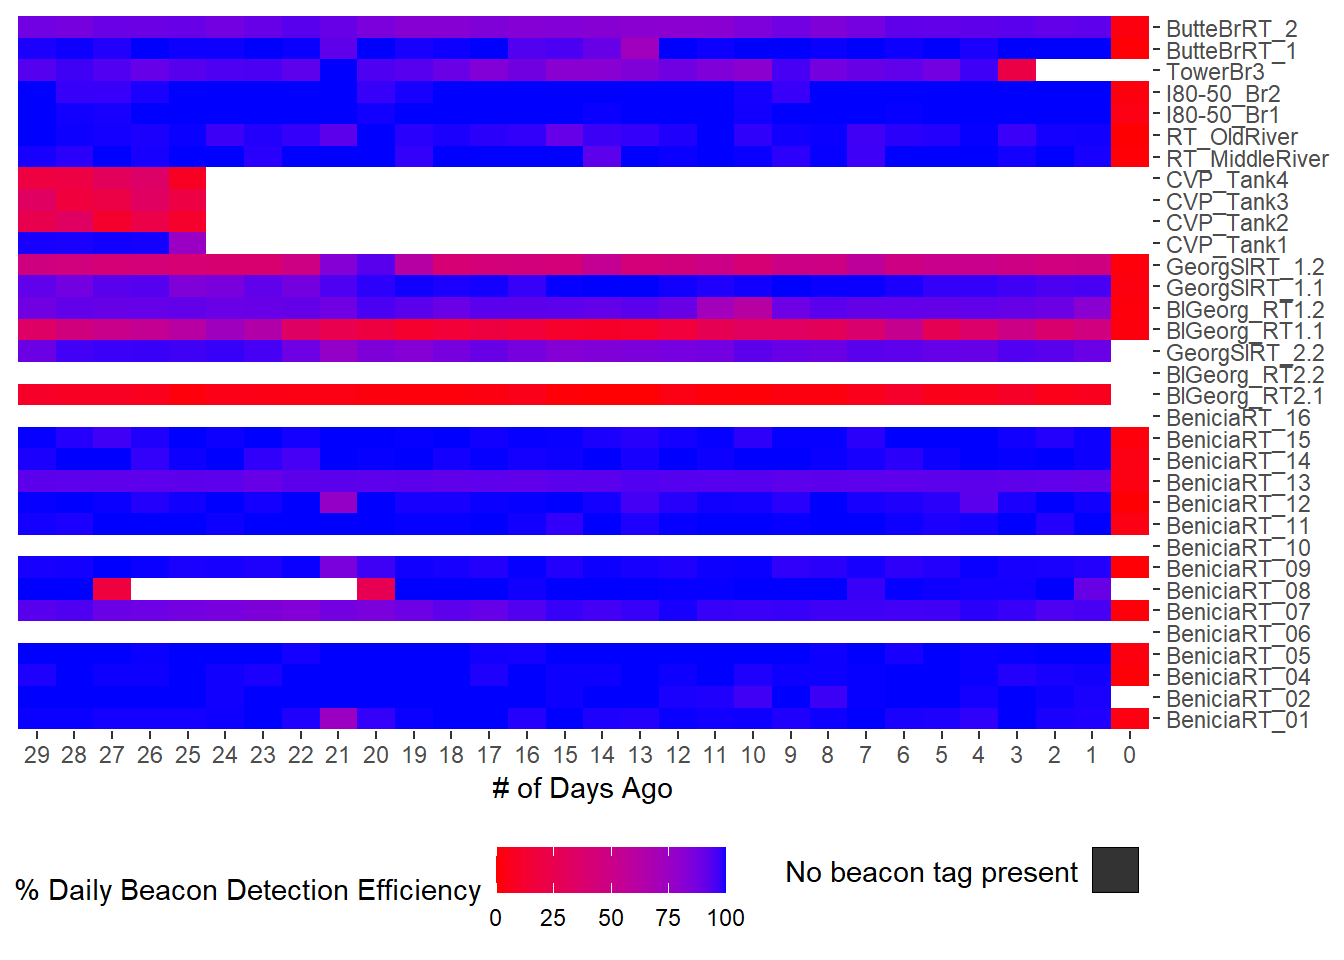 ButteBrRT_2
ButteBrRT_1
TowerBr3
I80-50_Br2
I80-50_Br1
RT_OldRiver
RT_MiddleRiver
CVP_Tank4
CVP_Tank3
CVP_Tank2
CVP_Tank1
GeorgSlRT_1.2
GeorgSlRT_1.1
BlGeorg_RT1.2
BlGeorg_RT1.1
GeorgSlRT_2.2
BlGeorg_RT2.2
BlGeorg_RT2.1
BeniciaRT_16
BeniciaRT_15
BeniciaRT_14
BeniciaRT_13
BeniciaRT_12
BeniciaRT_11
BeniciaRT_10
BeniciaRT_09
BeniciaRT_08
BeniciaRT_07
BeniciaRT_06
BeniciaRT_05
BeniciaRT_04
BeniciaRT_02
BeniciaRT_01
29 28 27 26 25 24 23 22 21 20 19 18 17 16 15 14 13 12 11 10 9 8 7 6 5 4 3 2 1 0
# of Days Ago
% Daily Beacon Detection Efficiency
0 25 50 75 100
No beacon tag present